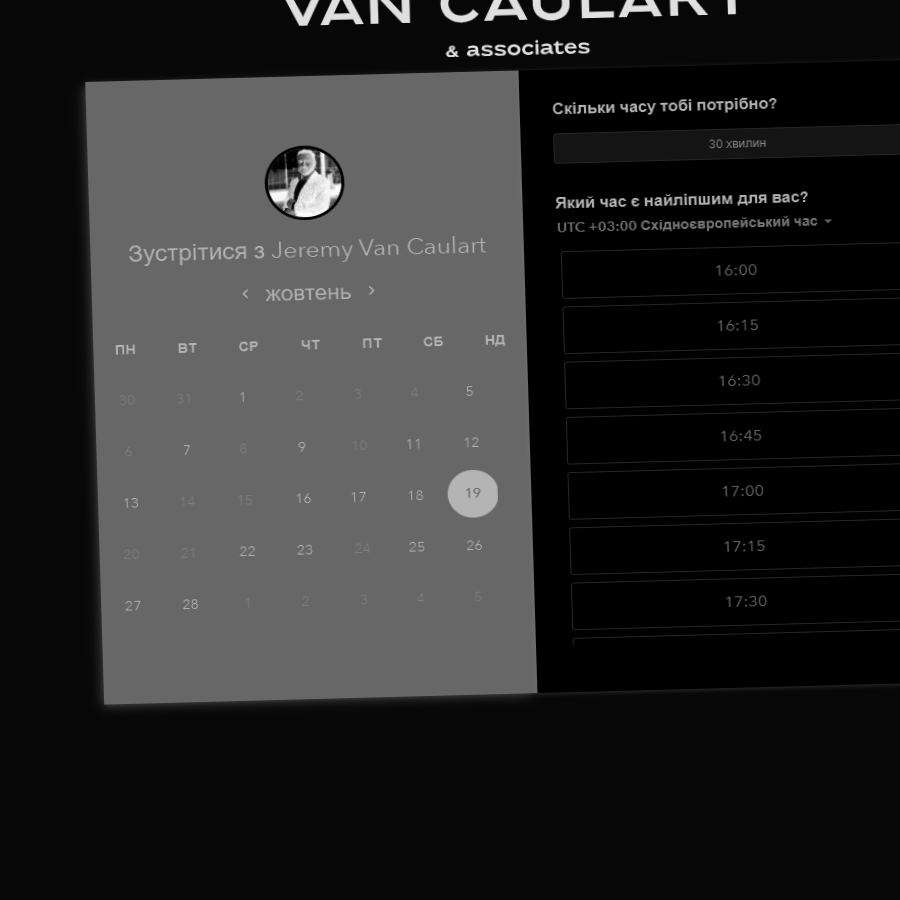 VAN CAULART
& associates
Зустрітися з Jeremy Van Caulart
жовтень
ПН ВТ СР ЧТ ПТ СБ НД
30 31 1 2 3 4 5
6 7 8 9 10 11 12
13 14 15 16 17 18 19
20 21 22 23 24 25 26
27 28 1 2 3 4 5
Скільки часу тобі потрібно?
30 хвилин
Який час є найліпшим для вас?
UTC +03:00 Східноєвропейський час
16:00
16:15
16:30
16:45
17:00
17:15
17:30